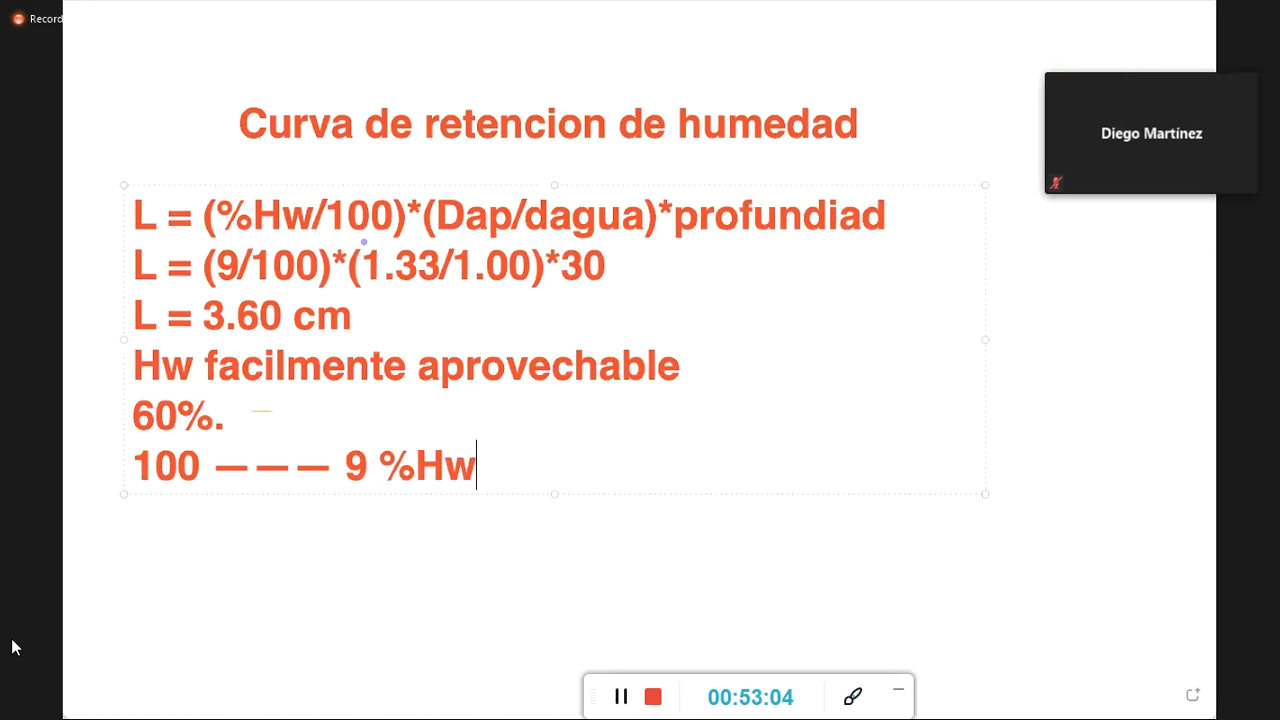 Record
Curva de retencion de humedad
Diego Martínez
L = (%Hw/100)*(Dap/dagua)*profundiad
L = (9/100)*(1.33/1.00)*30
L = 3.60 cm
Hw facilmente aprovechable
60%.
100 — — — 9 %Hw
00:53:04